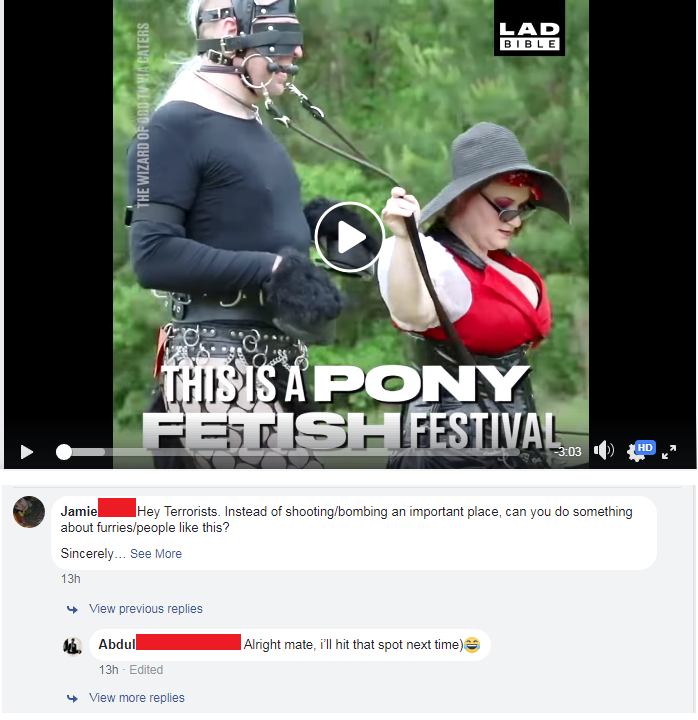 LAD
BIBLE
THE WIZARD OF ODD TV VIA CATERS
THIS IS A PONY
FETISH FESTIVAL
-3:03
HD
Jamie Hey Terrorists. Instead of shooting/bombing an important place, can you do something
about furries/people like this?
Sincerely… See More
13h
View previous replies
Abdul Alright mate, i'll hit that spot next time)😂
13h · Edited
View more replies